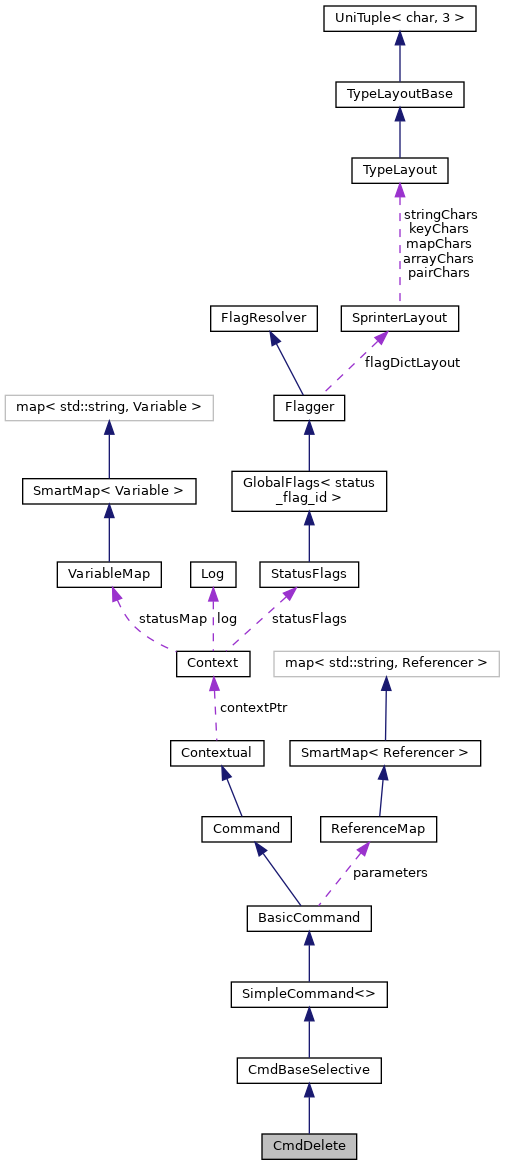 UniTuple< char, 3 >
TypeLayoutBase
TypeLayout
stringChars
keyChars
mapChars
arrayChars
pairChars
FlagResolver
SprinterLayout
flagDictLayout
Flagger
map< std::string, Variable >
GlobalFlags< status
_flag_id >
SmartMap< Variable >
VariableMap
Log
StatusFlags
statusMap
log
statusFlags
Context
map< std::string, Referencer >
contextPtr
Contextual
SmartMap< Referencer >
Command
ReferenceMap
parameters
BasicCommand
SimpleCommand<>
CmdBaseSelective
CmdDelete